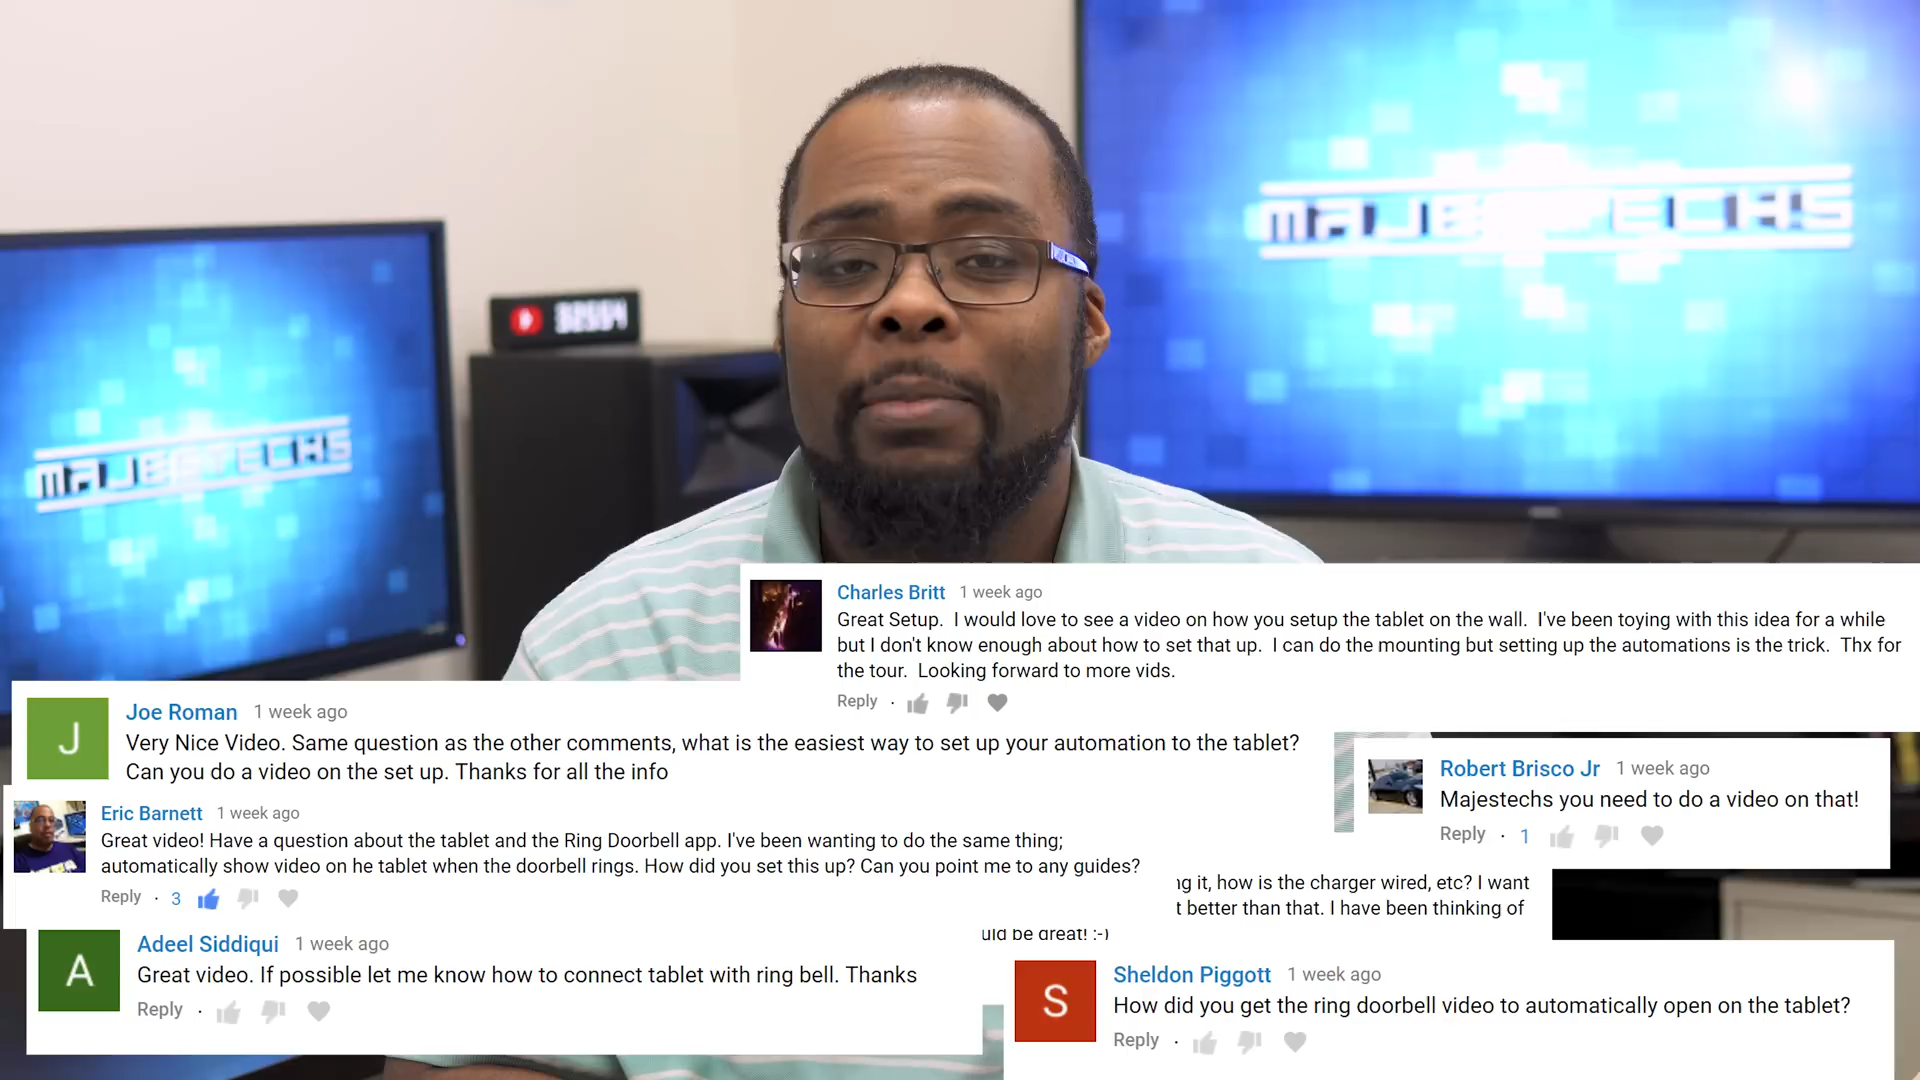 MAJESTECHS
MAJESTECHS
Charles Britt 1 week ago
Great Setup. I would love to see a video on how you setup the tablet on the wall. I've been toying with this idea for a while
but I don't know enough about how to set that up. I can do the mounting but setting up the automations is the trick. Thx for
the tour. Looking forward to more vids.
Reply
Joe Roman 1 week ago
Very Nice Video. Same question as the other comments, what is the easiest way to set up your automation to the tablet?
Can you do a video on the set up. Thanks for all the info
Robert Brisco Jr 1 week ago
Majestechs you need to do a video on that!
Reply · 1
Eric Barnett 1 week ago
Great video! Have a question about the tablet and the Ring Doorbell app. I've been wanting to do the same thing;
automatically show video on he tablet when the doorbell rings. How did you set this up? Can you point me to any guides?
Reply · 3
it, how is the charger wired, etc? I want
better than that. I have been thinking of
be great! :-)
Adeel Siddiqui 1 week ago
Great video. If possible let me know how to connect tablet with ring bell. Thanks
Reply ·
A
J
S
Sheldon Piggott 1 week ago
How did you get the ring doorbell video to automatically open on the tablet?
Reply ·